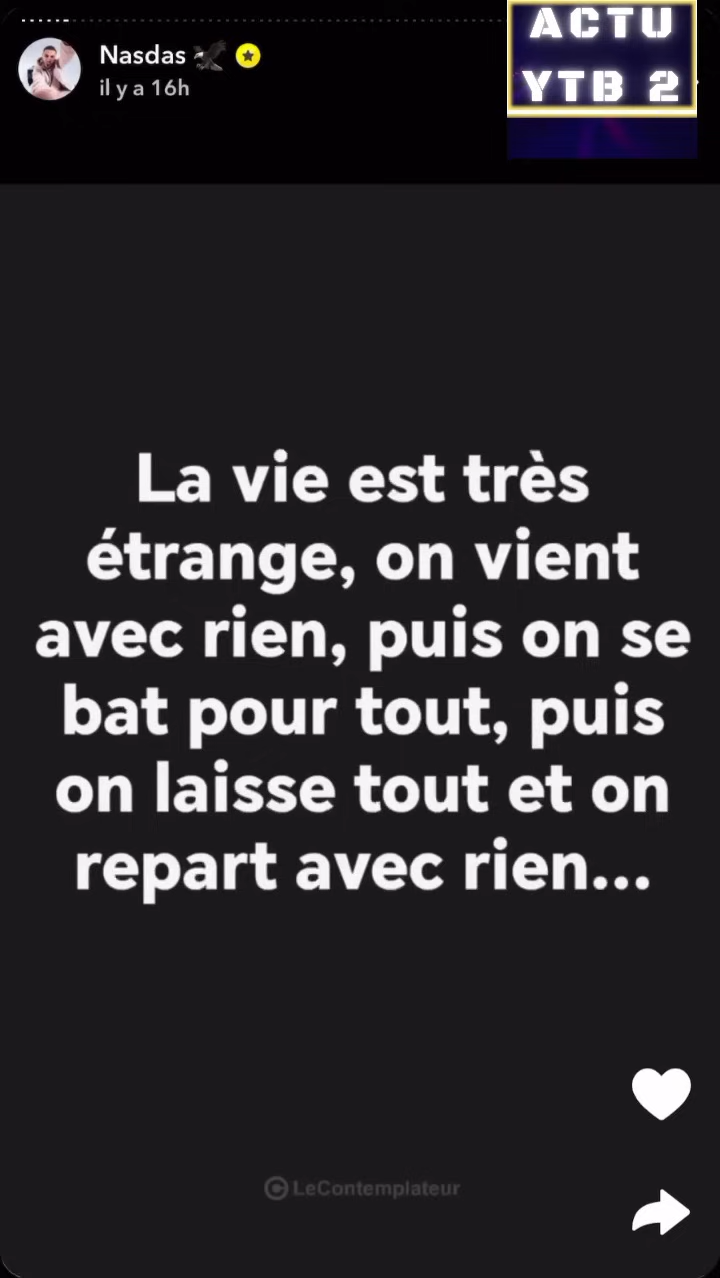 Nasdas
il y a 16h
ACTU
YTB 2
La vie est très
étrange, on vient
avec rien, puis on se
bat pour tout, puis
on laisse tout et on
repart avec rien...
© LeContemplateur